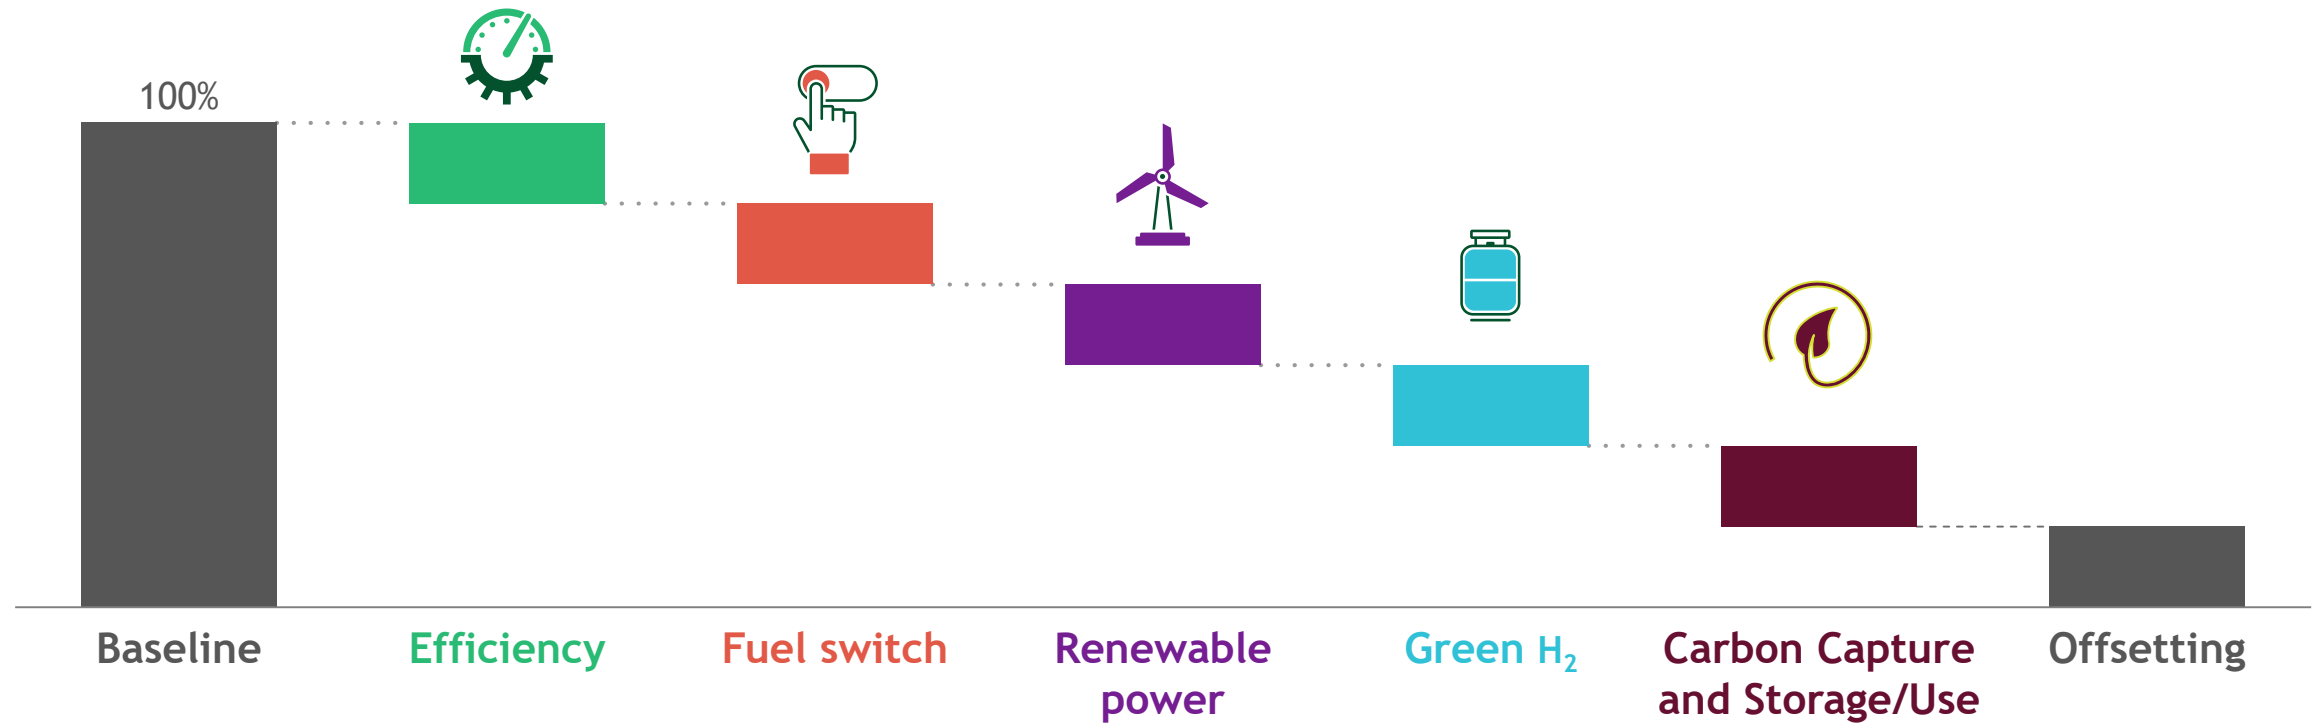 100%
Baseline
Efficiency
Fuel switch
Renewable
power
Green H₂
Carbon Capture
and Storage/Use
Offsetting